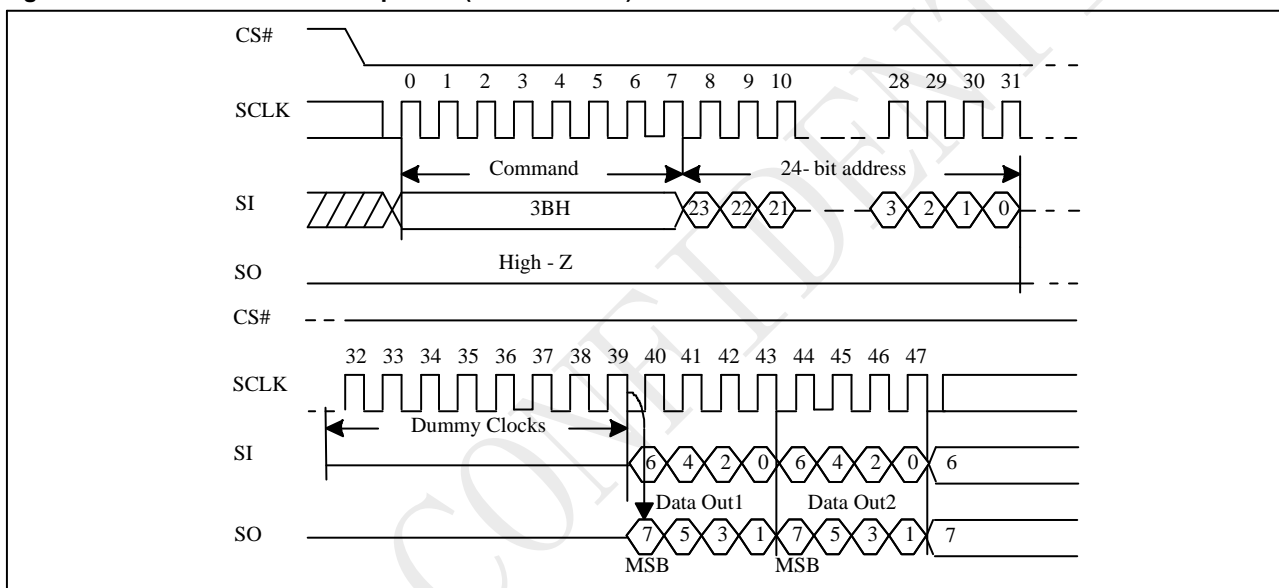 CS#
0 1 2 3 4 5 6 7 8 9 10 28 29 30 31
SCLK
Command 24- bit address
SI 3BH 23 22 21 3 2 1 0
High - Z
SO
CS#
32 33 34 35 36 37 38 39 40 41 42 43 44 45 46 47
SCLK
Dummy Clocks
SI 6 4 2 0 6 4 2 0 6
Data Out1 Data Out2
SO 7 5 3 1 7 5 3 1 7
MSB MSB